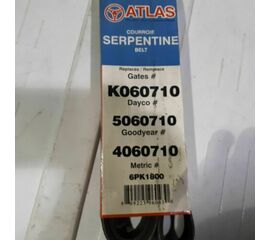 ATLAS
COURROIE
SERPENTINE
BELT
Replaces / Remplace
Gates #
K060710
Dayco #
5060710
Goodyear #
4060710
Metric #
6PK1800